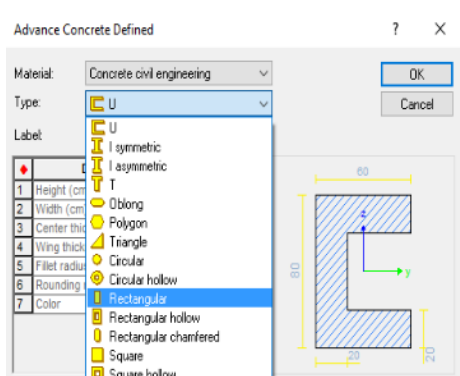 Advance Concrete Defined ? ×
Material: Concrete civil engineering OK
Type: U Cancel
Label:
U
I symmetric
I asymmetric
T
Oblong
Polygon
Triangle
Circular
Circular hollow
Rectangular
Rectangular hollow
Rectangular chamfered
Square
Square hollow
1 Height (cm
2 Width (cm
3 Center thic
4 Wing thick
5 Fillet radiu
6 Rounding
7 Color
60
80
z
y
20
20